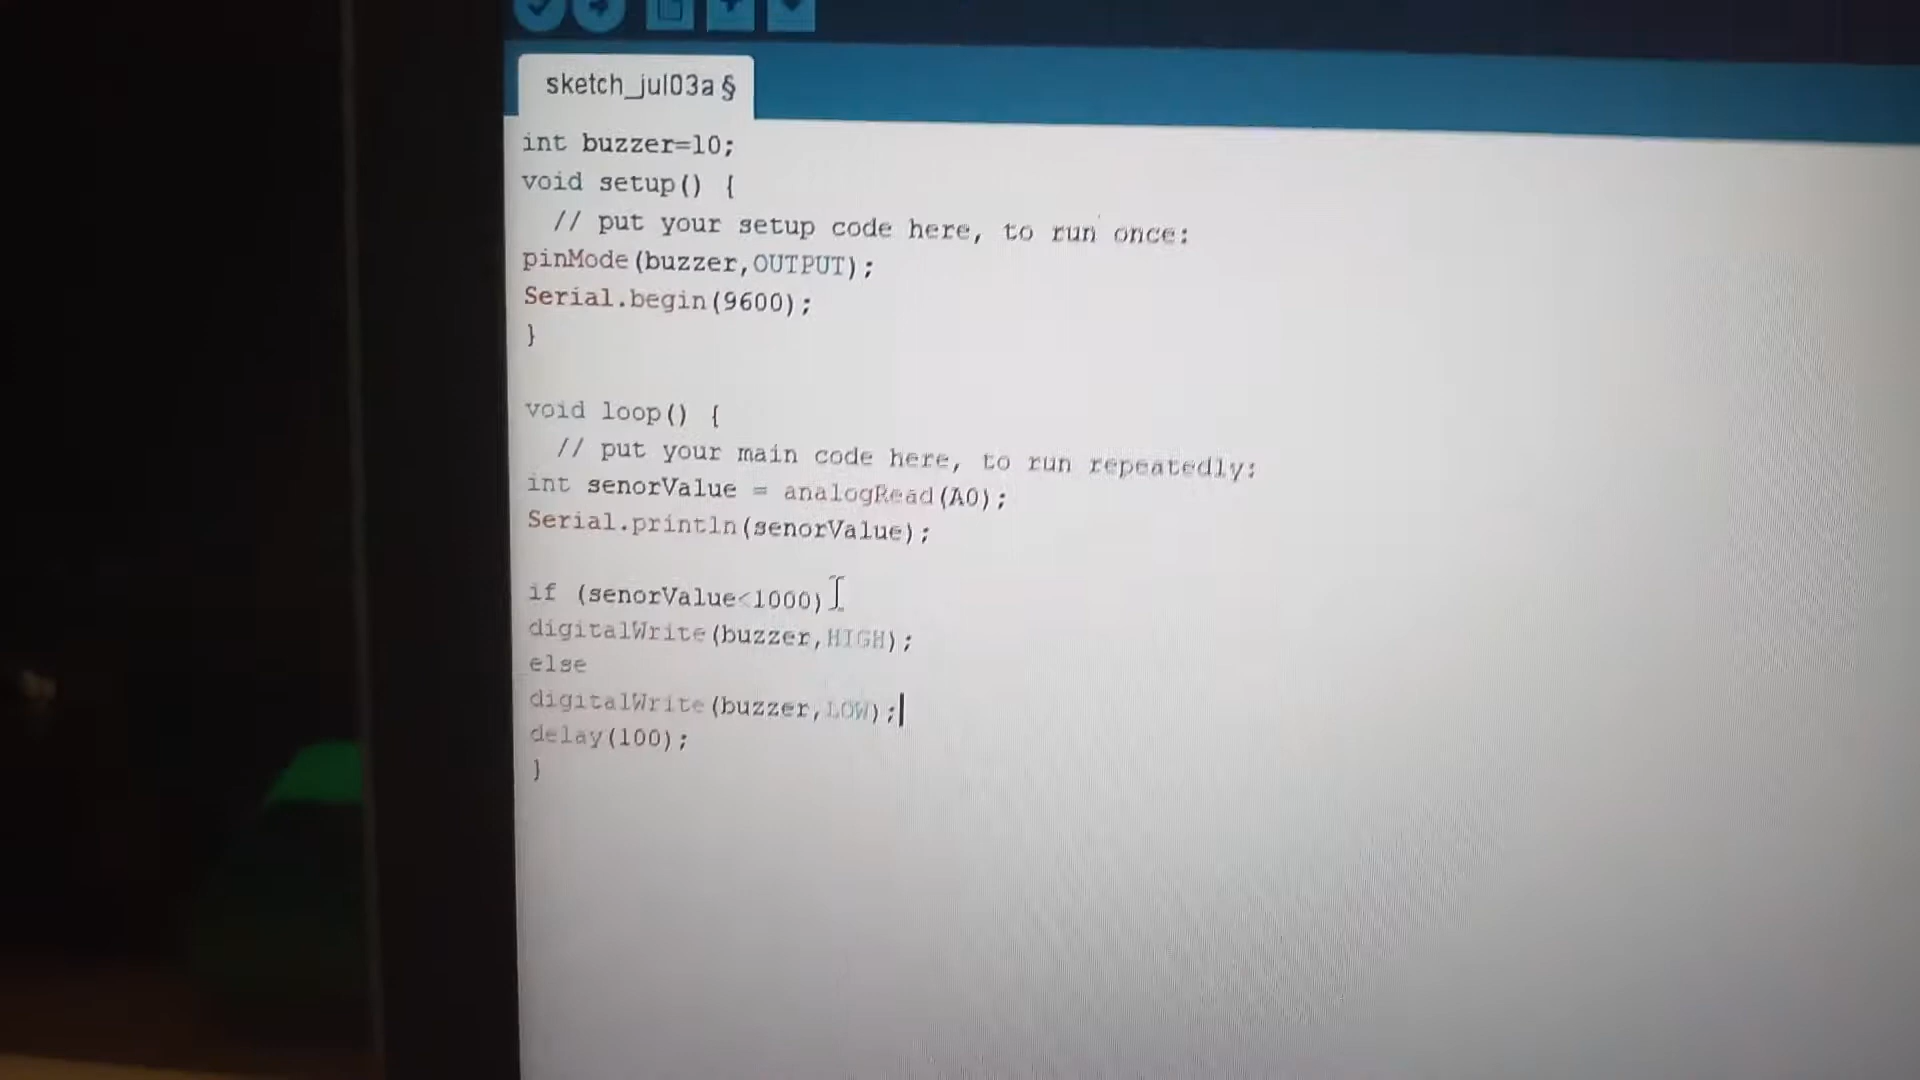 sketch_jul03a §
int buzzer=10;
void setup() {
// put your setup code here, to run once:
pinMode(buzzer,OUTPUT);
Serial.begin(9600);
}
void loop() {
// put your main code here, to run repeatedly:
int senorValue = analogRead(A0);
Serial.println(senorValue);
if (senorValue<1000)
digitalWrite(buzzer,HIGH);
else
digitalWrite(buzzer,LOW);
delay(100);
}